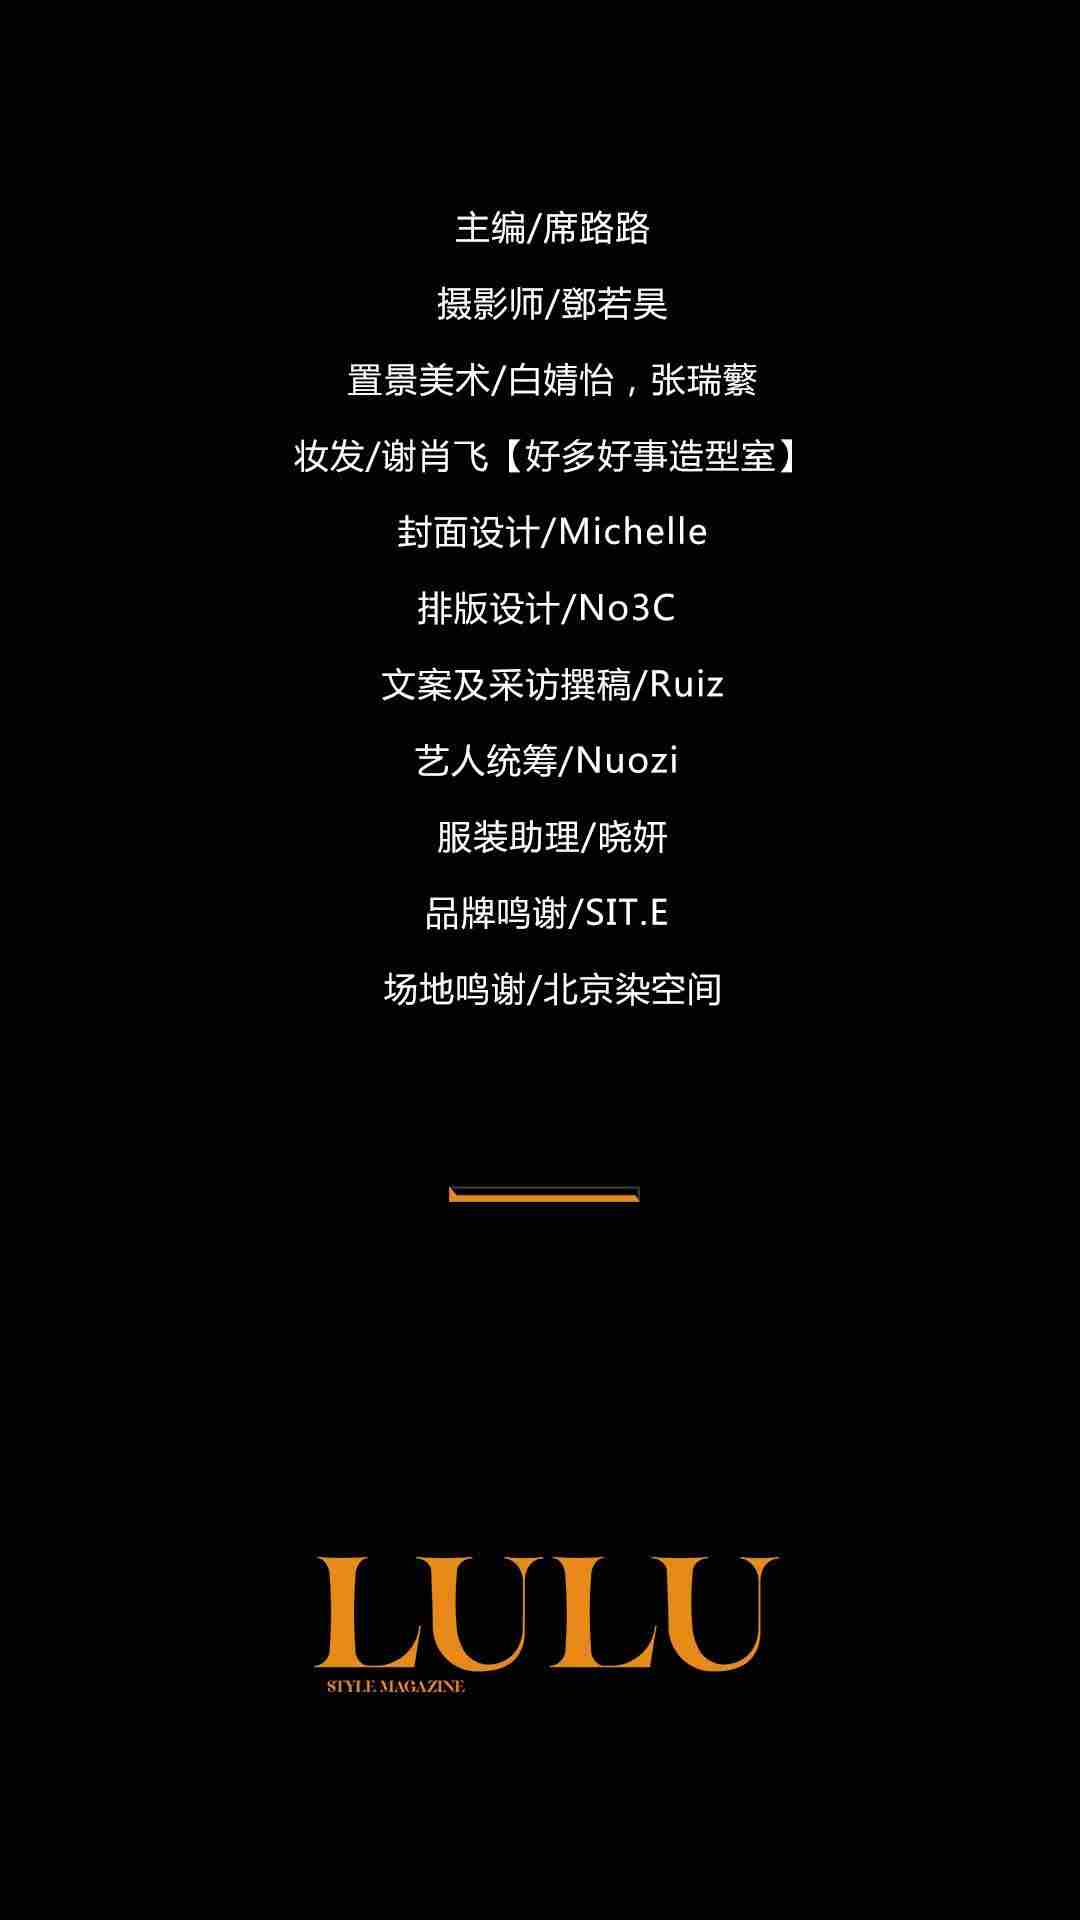 主编/席路路
摄影师/鄧若昊
置景美术/白婧怡，张瑞蘩
妆发/谢肖飞【好多好事造型室】
封面设计/Michelle
排版设计/No3C
文案及采访撰稿/Ruiz
艺人统筹/Nuozi
服装助理/晓妍
品牌鸣谢/SIT.E
场地鸣谢/北京染空间
LULU
STYLE MAGAZINE